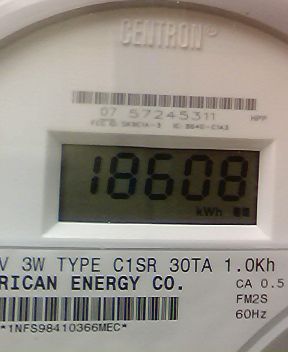 CENTRON®
07 57245311
HPP
18608
kWh
V 3W TYPE C1SR 30TA 1.0Kh
RICAN ENERGY CO.
CA 0.5
FM2S
60Hz
*1NFS98410366MEC*